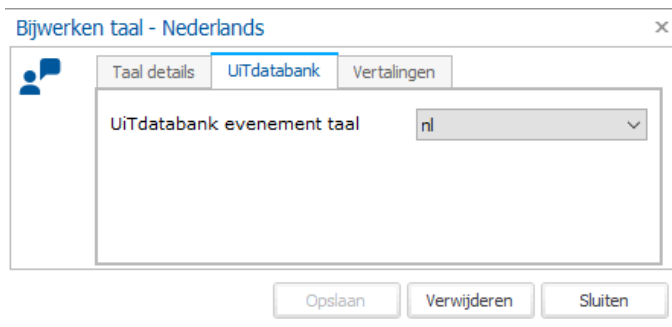 Bijwerken taal - Nederlands
Taal details UiTdatabank Vertalingen
UiTdatabank evenement taal nl
Opslaan Verwijderen Sluiten